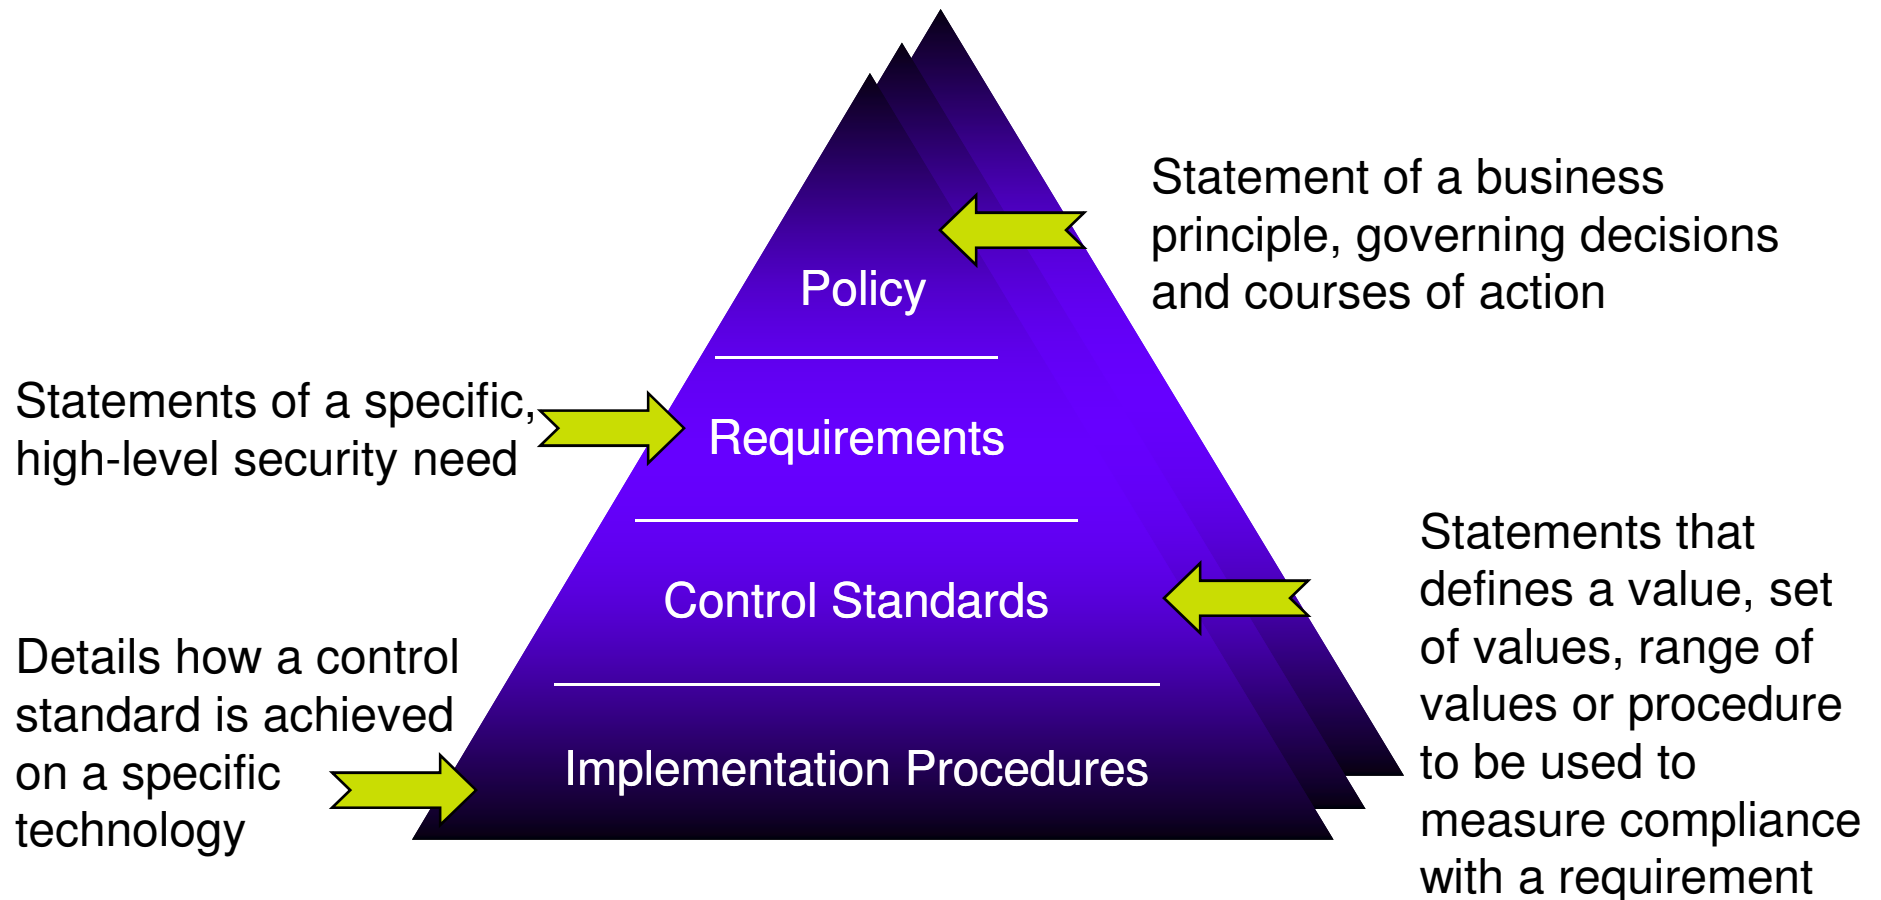 Statement of a business
principle, governing decisions
and courses of action
Policy
Statements of a specific,
high-level security need
Requirements
Statements that
defines a value, set
of values, range of
values or procedure
to be used to
measure compliance
with a requirement
Control Standards
Details how a control
standard is achieved
on a specific
technology
Implementation Procedures